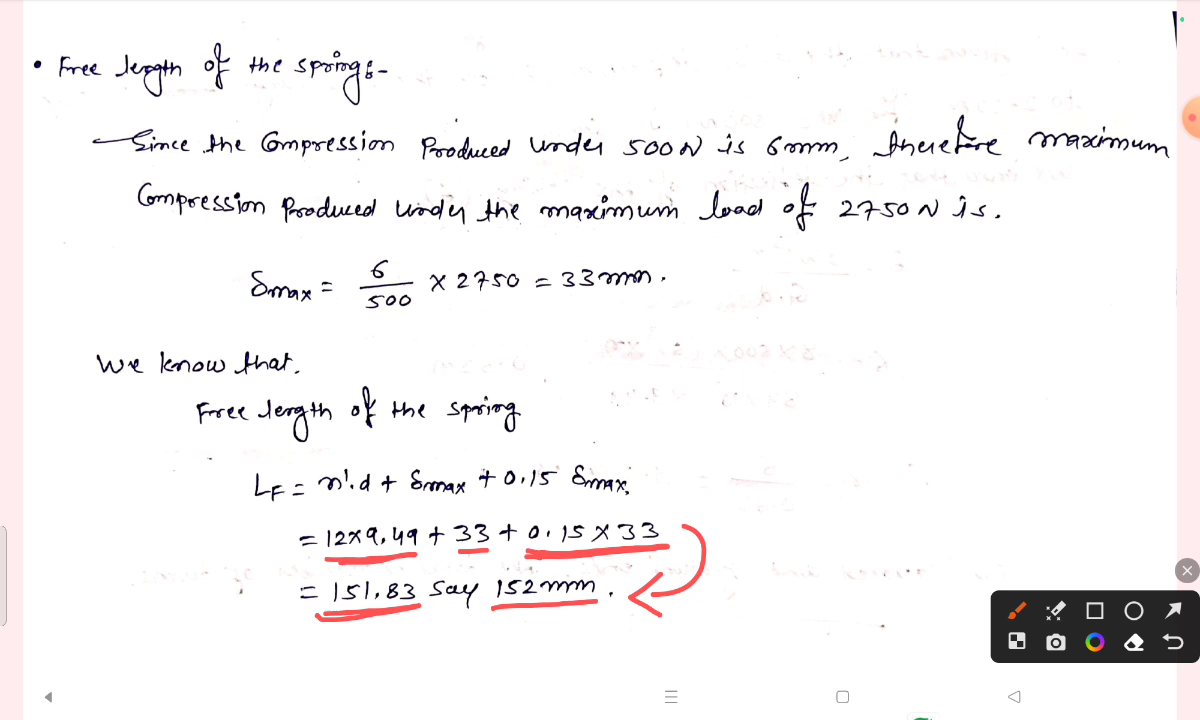 • Free length of the spring :-
Since the Compression Produced under 500 N is 6mm, therefore maximum
Compression Produced under the maximum load of 2750 N is.
δmax = 6/500 × 2750 = 33mm.
We know that.
Free length of the spring
LF = n'.d + δmax + 0.15 δmax
= 12×9.49 + 33 + 0.15 × 33
= 151.83 say 152mm.